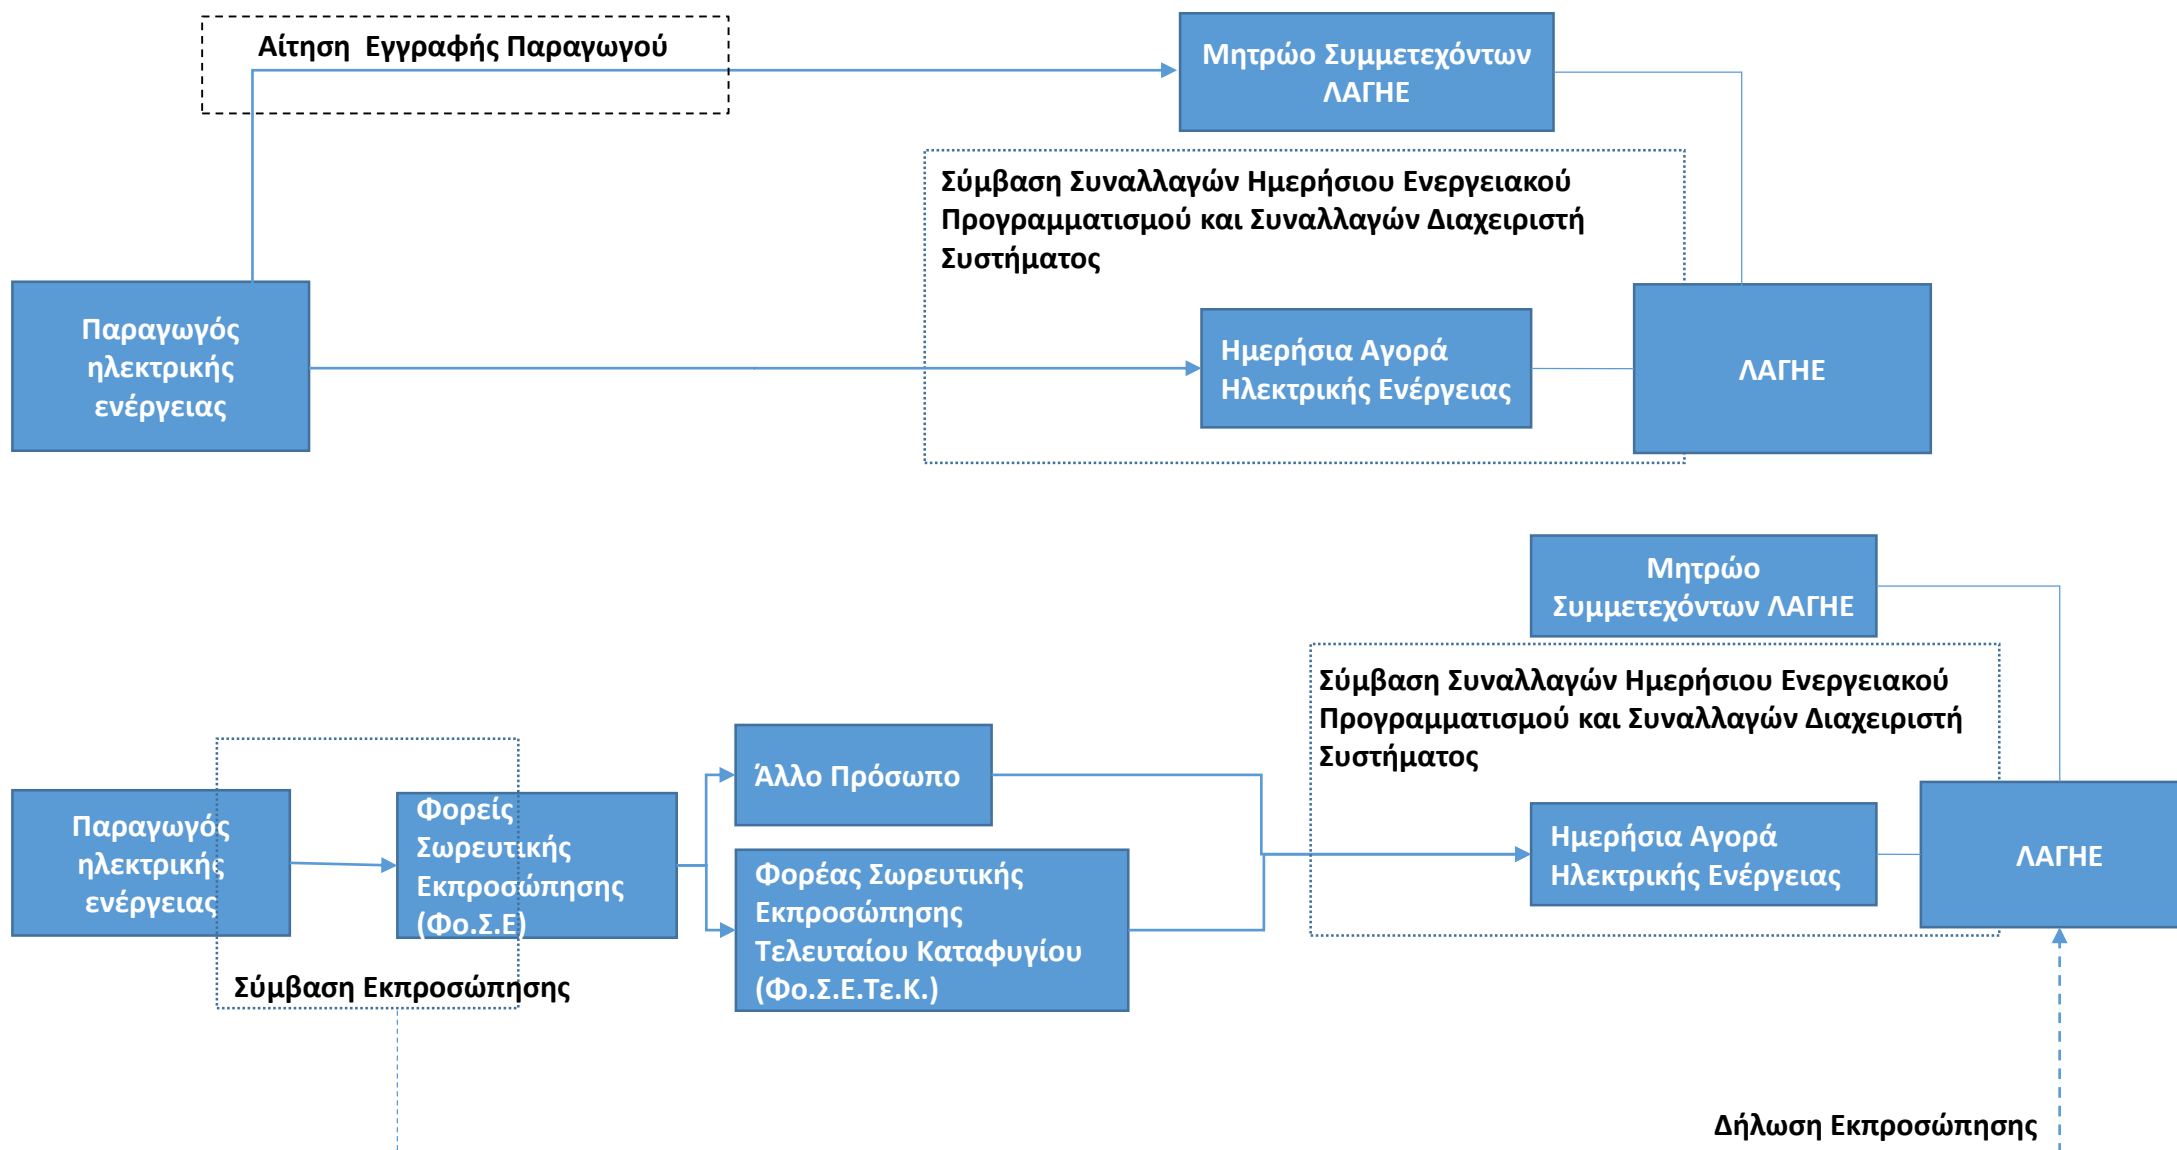 Αίτηση Εγγραφής Παραγωγού
Μητρώο Συμμετεχόντων
ΛΑΓΗΕ
Σύμβαση Συναλλαγών Ημερήσιου Ενεργειακού
Προγραμματισμού και Συναλλαγών Διαχειριστή
Συστήματος
Παραγωγός
ηλεκτρικής
ενέργειας
Ημερήσια Αγορά
Ηλεκτρικής Ενέργειας
ΛΑΓΗΕ
Μητρώο
Συμμετεχόντων ΛΑΓΗΕ
Σύμβαση Συναλλαγών Ημερήσιου Ενεργειακού
Προγραμματισμού και Συναλλαγών Διαχειριστή
Συστήματος
Παραγωγός
ηλεκτρικής
ενέργειας
Φορείς
Σωρευτικής
Εκπροσώπησης
(Φο.Σ.Ε)
Άλλο Πρόσωπο
Φορέας Σωρευτικής
Εκπροσώπησης
Τελευταίου Καταφυγίου
(Φο.Σ.Ε.Τε.Κ.)
Ημερήσια Αγορά
Ηλεκτρικής Ενέργειας
ΛΑΓΗΕ
Σύμβαση Εκπροσώπησης
Δήλωση Εκπροσώπησης